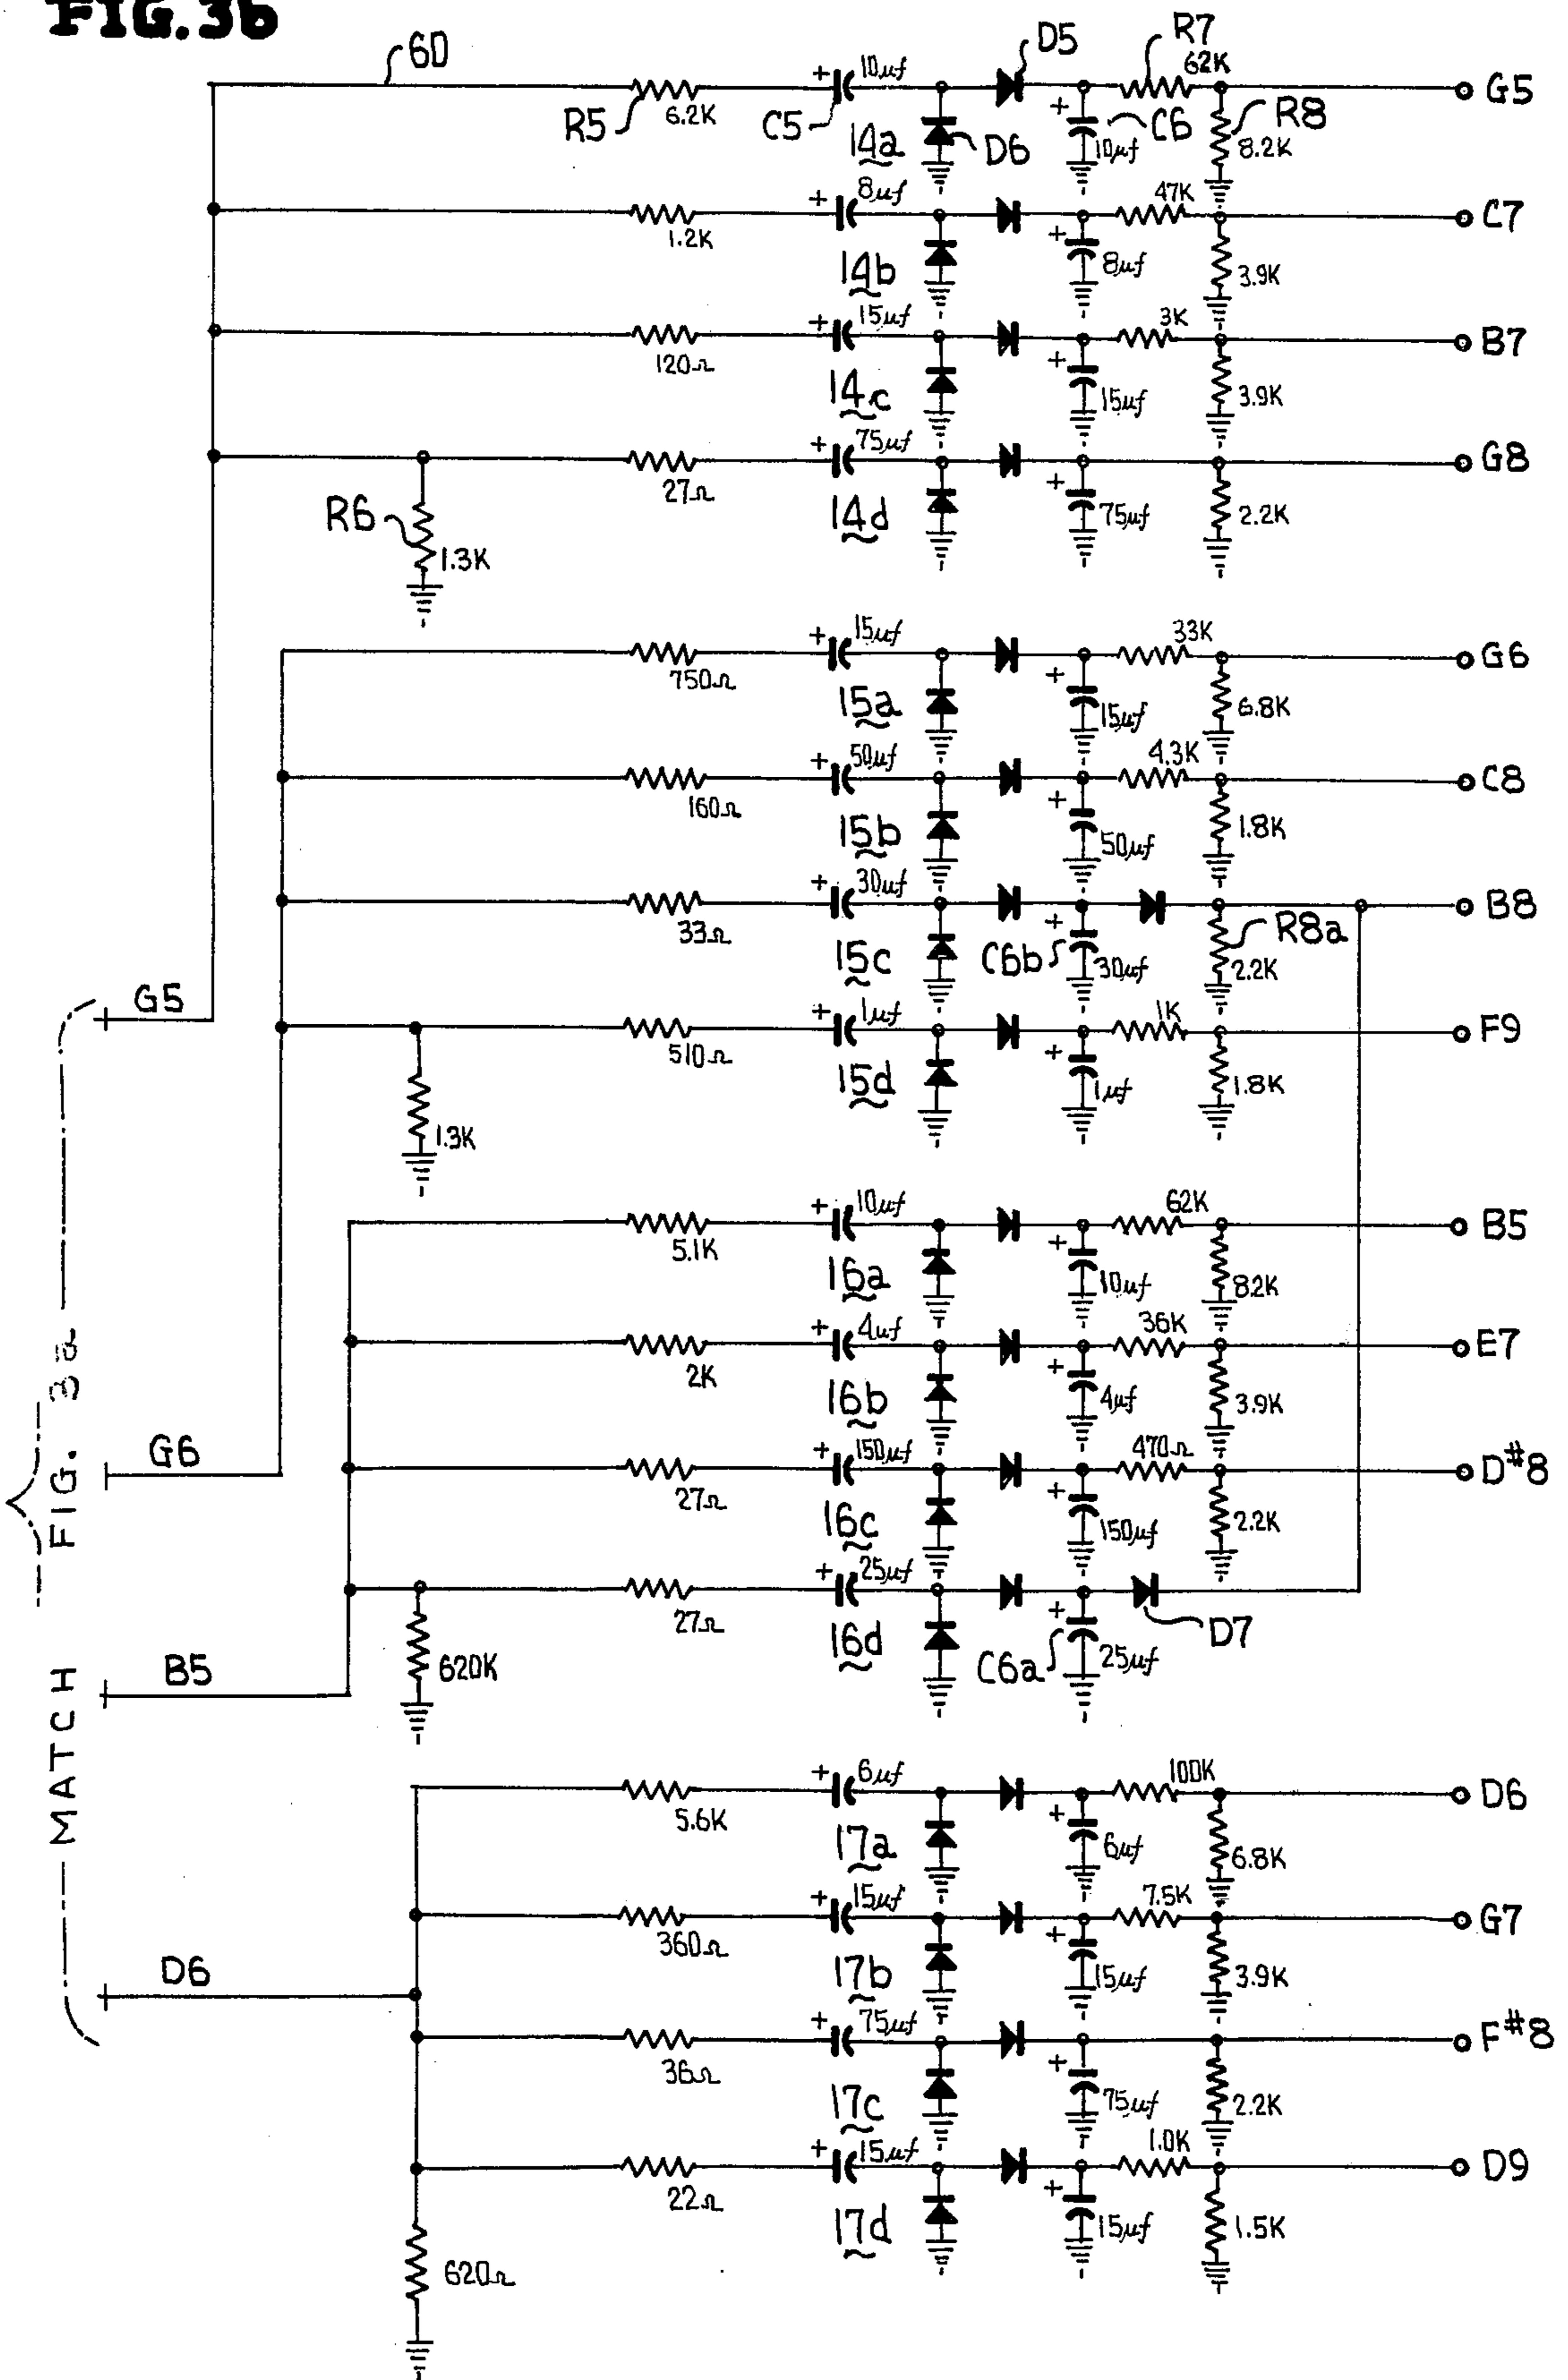 FIG.3b
6D
D5
R7
10µf
62K
G5
R5
6.2K
C5
14a
D6
C6
10µf
R8
8.2K
8µf
47K
C7
1.2K
14b
8µf
3.9K
15µf
3K
B7
120Ω
14c
15µf
3.9K
75µf
G8
27Ω
14d
75µf
2.2K
R6
1.3K
15µf
33K
G6
750Ω
15a
15µf
6.8K
50µf
4.3K
C8
160Ω
15b
50µf
1.8K
30µf
B8
33Ω
15c
C6b
30µf
R8a
2.2K
G5
1µf
1K
F9
510Ω
15d
1µf
1.8K
1.3K
10µf
62K
B5
5.1K
16a
10µf
8.2K
4µf
36K
E7
2K
16b
4µf
3.9K
G6
150µf
470Ω
D#8
27Ω
16c
150µf
2.2K
25µf
27Ω
16d
C6a
25µf
D7
B5
620K
MATCH FIG. 3a
6µf
100K
D6
5.6K
17a
6µf
6.8K
15µf
7.5K
G7
360Ω
17b
15µf
3.9K
D6
75µf
F#8
36Ω
17c
75µf
2.2K
15µf
1.0K
D9
22Ω
17d
15µf
1.5K
620Ω